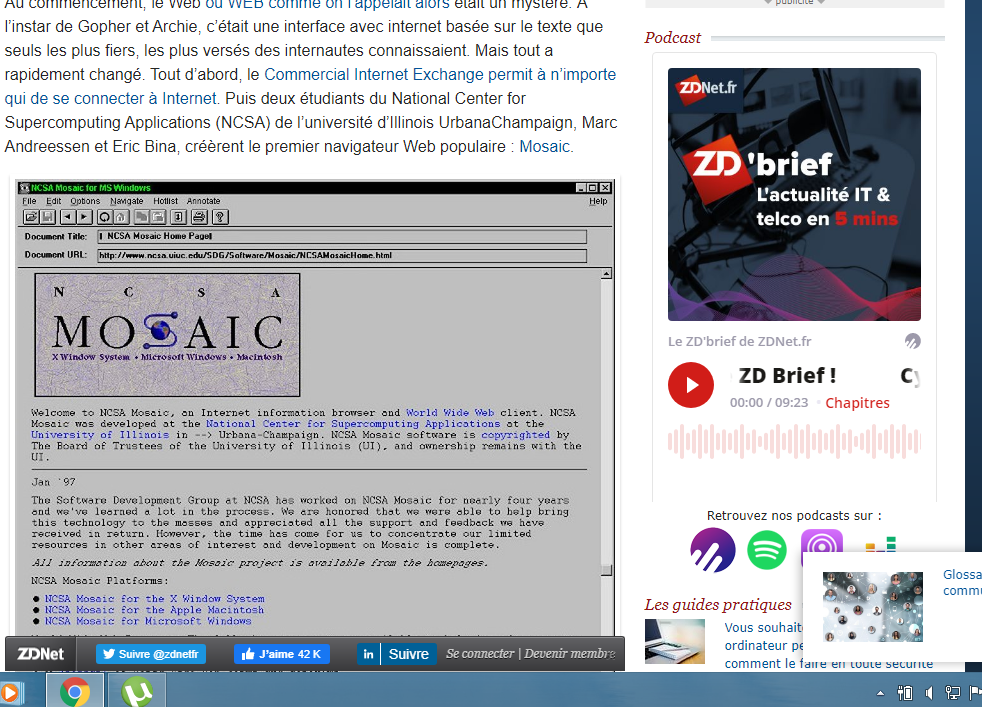 Au commencement, le Web ou WEB comme on l'appelait alors était un mystère. À
l'instar de Gopher et Archie, c'était une interface avec internet basée sur le texte que
seuls les plus fiers, les plus versés des internautes connaissaient. Mais tout a
rapidement changé. Tout d'abord, le Commercial Internet Exchange permit à n'importe
qui de se connecter à Internet. Puis deux étudiants du National Center for
Supercomputing Applications (NCSA) de l'université d'Illinois UrbanaChampaign, Marc
Andreessen et Eric Bina, créèrent le premier navigateur Web populaire : Mosaic.
NCSA Mosaic for MS Windows
File Edit Options Navigate Hotlist Annotate Help
Document Title: NCSA Mosaic Home Page
Document URL: http://www.ncsa.uiuc.edu/SDG/Software/Mosaic/NCSAMosaicHome.html
N C S A
MOSAIC
X Window System • Microsoft Windows • Macintosh
Welcome to NCSA Mosaic, an Internet information browser and World Wide Web client. NCSA
Mosaic was developed at the National Center for Supercomputing Applications at the
University of Illinois in --> Urbana-Champaign. NCSA Mosaic software is copyrighted by
The Board of Trustees of the University of Illinois (UI), and ownership remains with the
UI.
Jan '97
The Software Development Group at NCSA has worked on NCSA Mosaic for nearly four years
and we've learned a lot in the process. We are honored that we were able to help bring
this technology to the masses and appreciated all the support and feedback we have
received in return. However, the time has come for us to concentrate our limited
resources in other areas of interest and development on Mosaic is complete.
All information about the Mosaic project is available from the homepages.
NCSA Mosaic Platforms:
NCSA Mosaic for the X Window System
NCSA Mosaic for the Apple Macintosh
NCSA Mosaic for Microsoft Windows
ZDNet Suivre @zdnetfr J'aime 42 K in Suivre Se connecter | Devenir membre
publicité
Podcast
ZDNet.fr
ZD'brief
L'actualité IT &
telco en 5 mins
Le ZD'brief de ZDNet.fr
ZD Brief ! Cy
00:00 / 09:23 Chapitres
Retrouvez nos podcasts sur :
Les guides pratiques
Vous souhait
ordinateur pe
comment le faire en toute sécurité
Glossa
commu